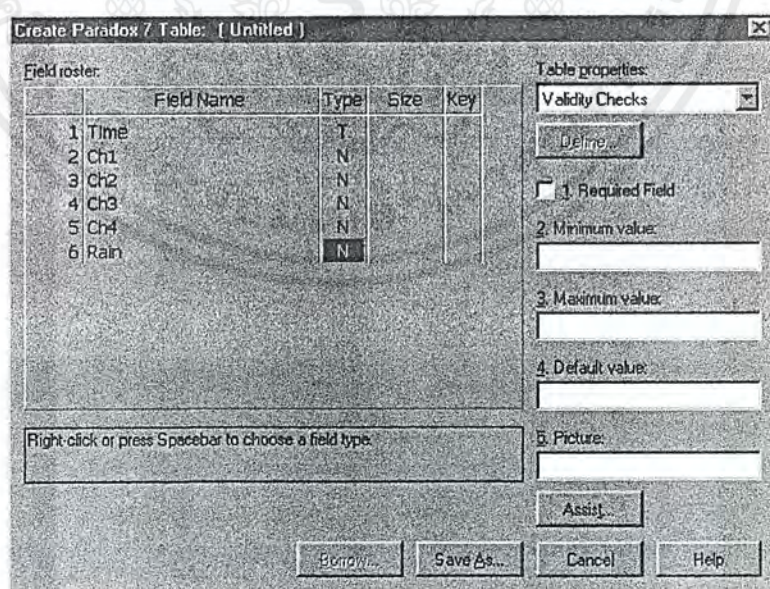 Create Paradox 7 Table: ( Untitled )
Field roster:
Field Name Type Size Key
1 Time T
2 Ch1 N
3 Ch2 N
4 Ch3 N
5 Ch4 N
6 Rain N
Right-click or press Spacebar to choose a field type.
Table properties:
Validity Checks
Define...
1. Required Field
2. Minimum value:
3. Maximum value:
4. Default value:
5. Picture:
Assist...
Borrow...
Save As...
Cancel
Help